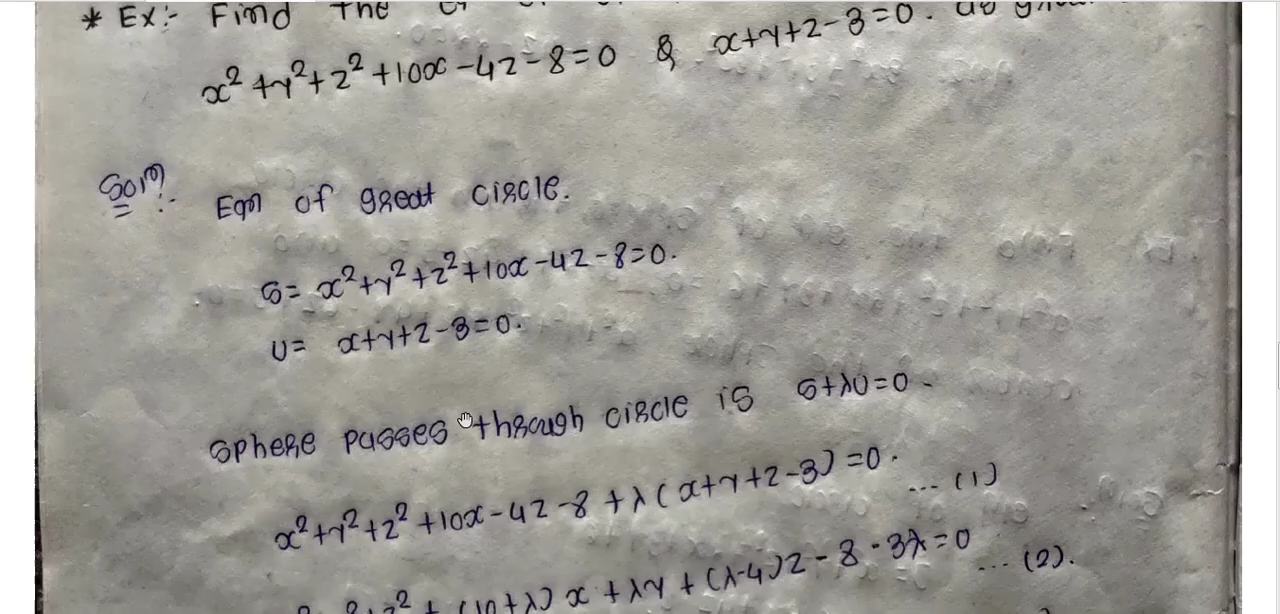 * Ex:- Find the
x²+y²+z²+10x-4z-8=0 & x+y+z-3=0.
Solⁿ:- Eqn of great circle.
S= x²+y²+z²+10x-4z-8=0.
U= x+y+z-3=0.
Sphere passes through circle is S+λU=0.
x²+y²+z²+10x-4z-8+λ(x+y+z-3)=0. ... (1)
z² + (10+λ)x + λy + (λ-4)z - 8 - 3λ=0 ... (2).